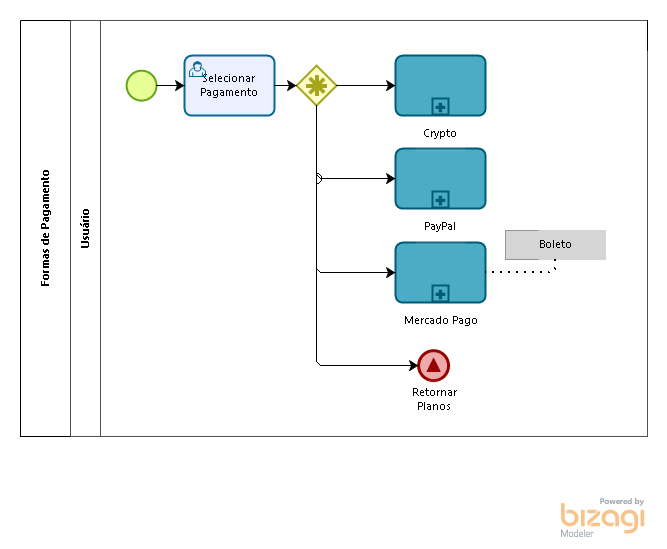 Formas de Pagamento
Usuário
Selecionar
Pagamento
Crypto
PayPal
Boleto
Mercado Pago
Retornar
Planos
Powered by
bizagi
Modeler